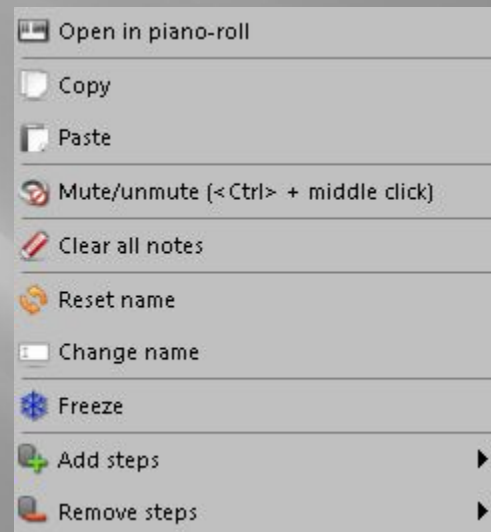 Open in piano-roll
Copy
Paste
Mute/unmute (<Ctrl> + middle click)
Clear all notes
Reset name
Change name
Freeze
Add steps
Remove steps